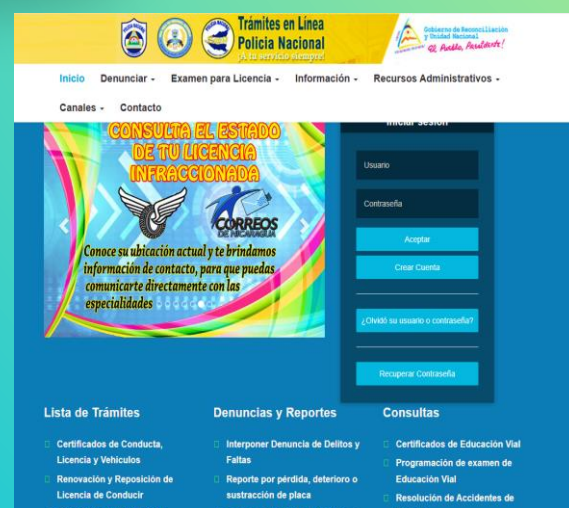 Trámites en Línea
Policía Nacional
¡A tu servicio siempre!
Gobierno de Reconciliación
y Unidad Nacional
El Pueblo, Presidente!
Inicio Denunciar Examen para Licencia Información Recursos Administrativos
Canales Contacto
CONSULTA EL ESTADO
DE TU LICENCIA
INFRACCIONADA
CORREOS
DE NICARAGUA
Conoce su ubicación actual y te brindamos
información de contacto, para que puedas
comunicarte directamente con las
especialidades
Iniciar sesión
Usuario
Contraseña
Aceptar
Crear Cuenta
¿Olvidó su usuario o contraseña?
Recuperar Contraseña
Lista de Trámites
Certificados de Conducta,
Licencia y Vehiculos
Renovación y Reposición de
Licencia de Conducir
Denuncias y Reportes
Interponer Denuncia de Delitos y
Faltas
Reporte por pérdida, deterioro o
sustracción de placa
Consultas
Certificados de Educación Vial
Programación de examen de
Educación Vial
Resolución de Accidentes de